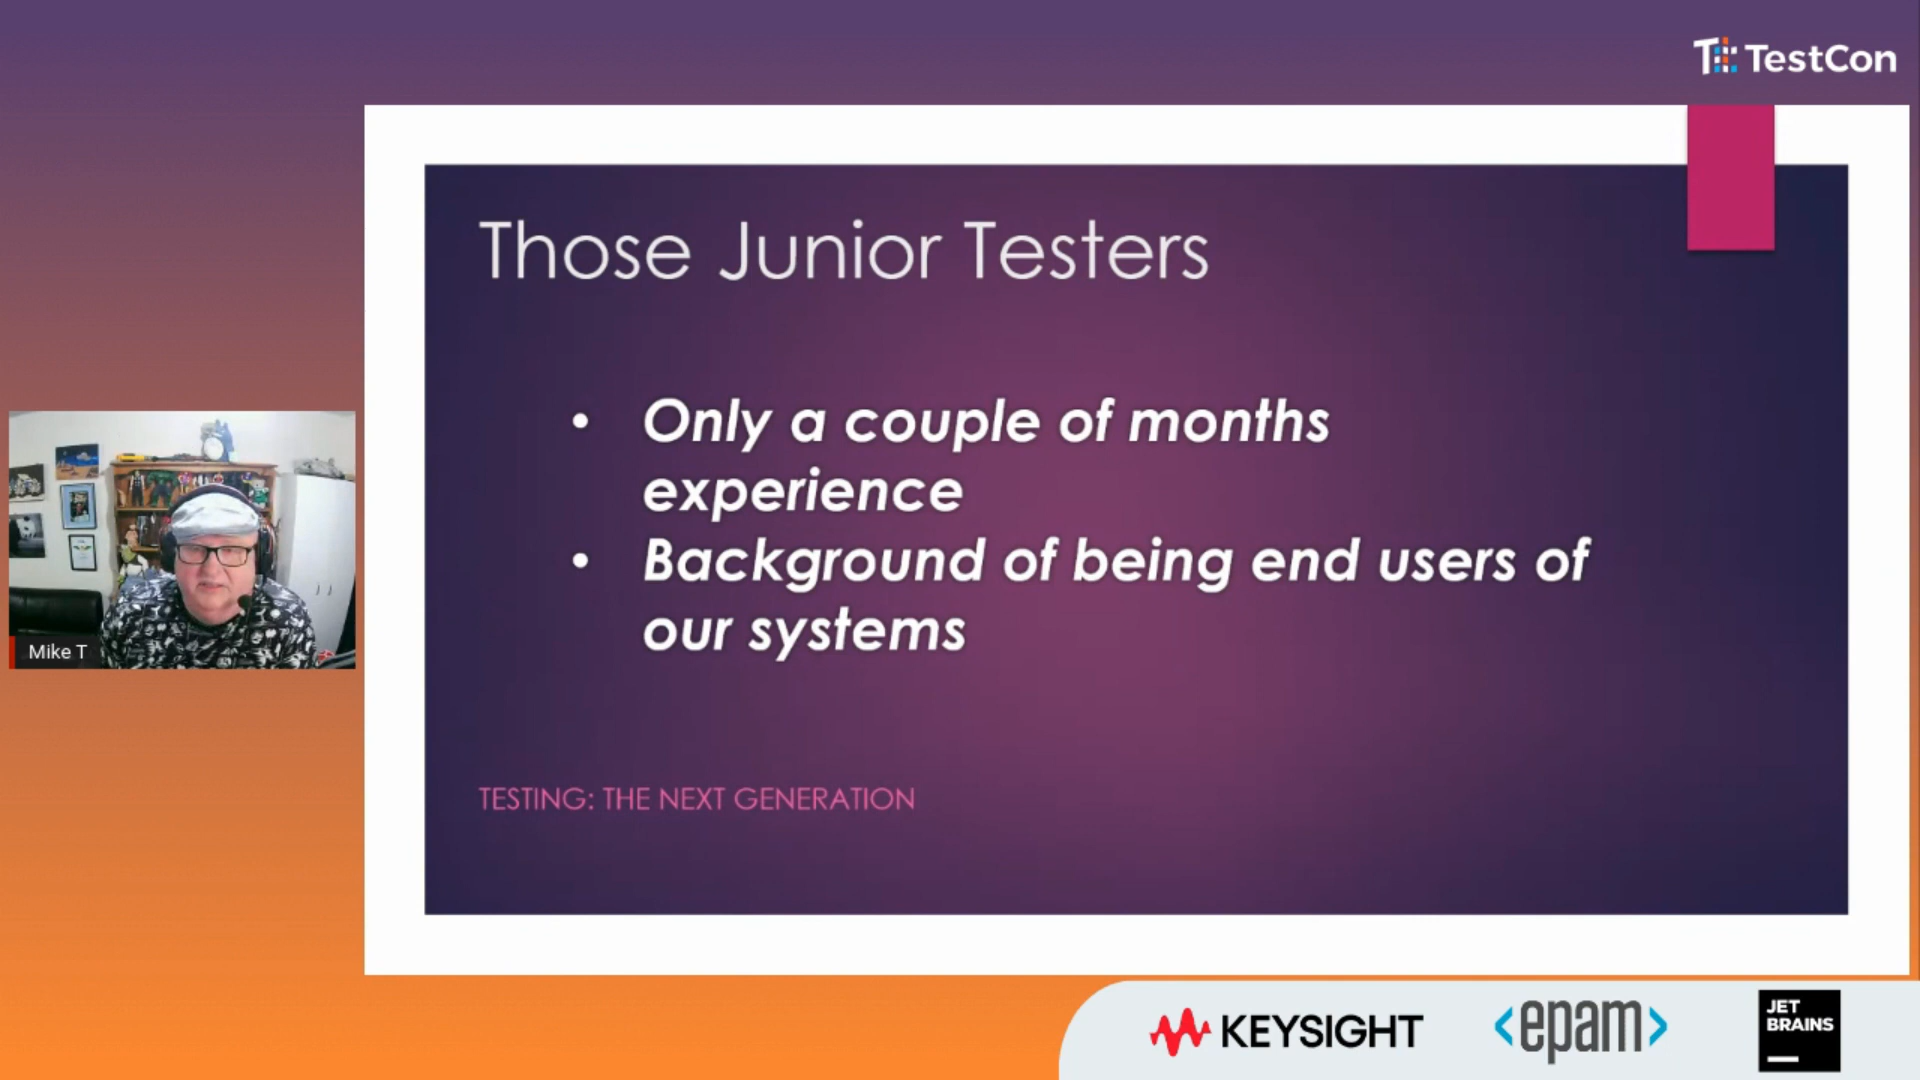 TestCon
Those Junior Testers
• Only a couple of months
experience
• Background of being end users of
our systems
TESTING: THE NEXT GENERATION
Mike T
KEYSIGHT
<epam>
JET
BRAINS